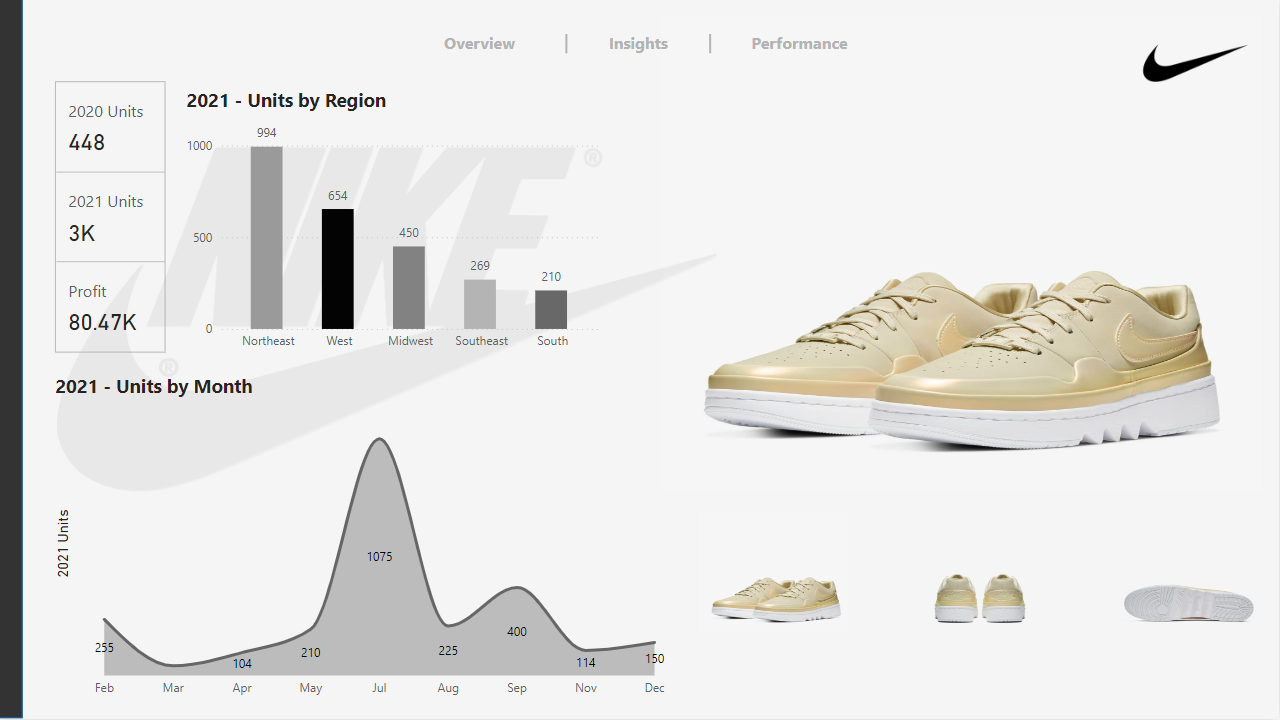 Overview | Insights | Performance
2020 Units
448
2021 Units
3K
Profit
80.47K
2021 - Units by Region
1000
500
0
994
654
450
269
210
Northeast West Midwest Southeast South
NIKE ®
®
2021 - Units by Month
2021 Units
255
104
210
1075
225
400
114
150
Feb Mar Apr May Jul Aug Sep Nov Dec